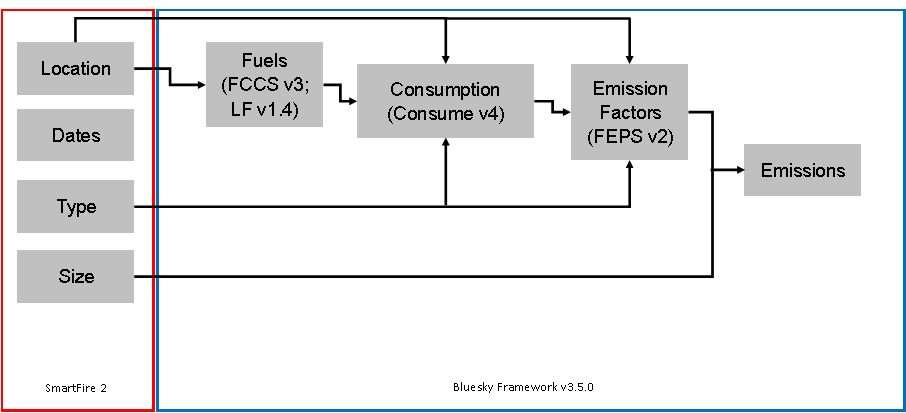 Location
Dates
Type
Size
SmartFire 2
Fuels
(FCCS v3;
LF v1.4)
Consumption
(Consume v4)
Emission
Factors
(FEPS v2)
Emissions
Bluesky Framework v3.5.0